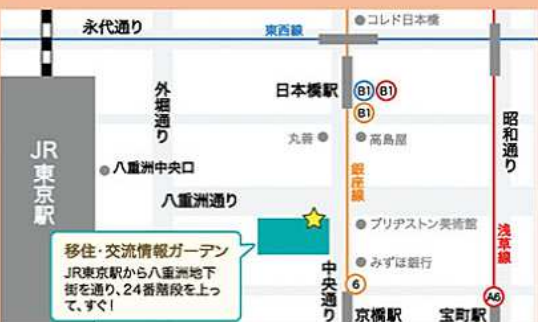 永代通り
東西線
コレド日本橋
外堀通り
日本橋駅
B1
B1
B1
丸善
高島屋
昭和通り
JR東京駅
八重洲中央口
銀座線
八重洲通り
ブリヂストン美術館
浅草線
移住・交流情報ガーデン
JR東京駅から八重洲地下
街を通り、24番階段を上っ
て、すぐ!
みずほ銀行
中央通り
6
京橋駅
A6
宝町駅